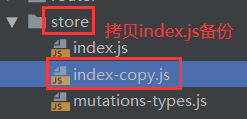 router
store
拷贝index.js备份
index.js
index-copy.js
mutations-types.js